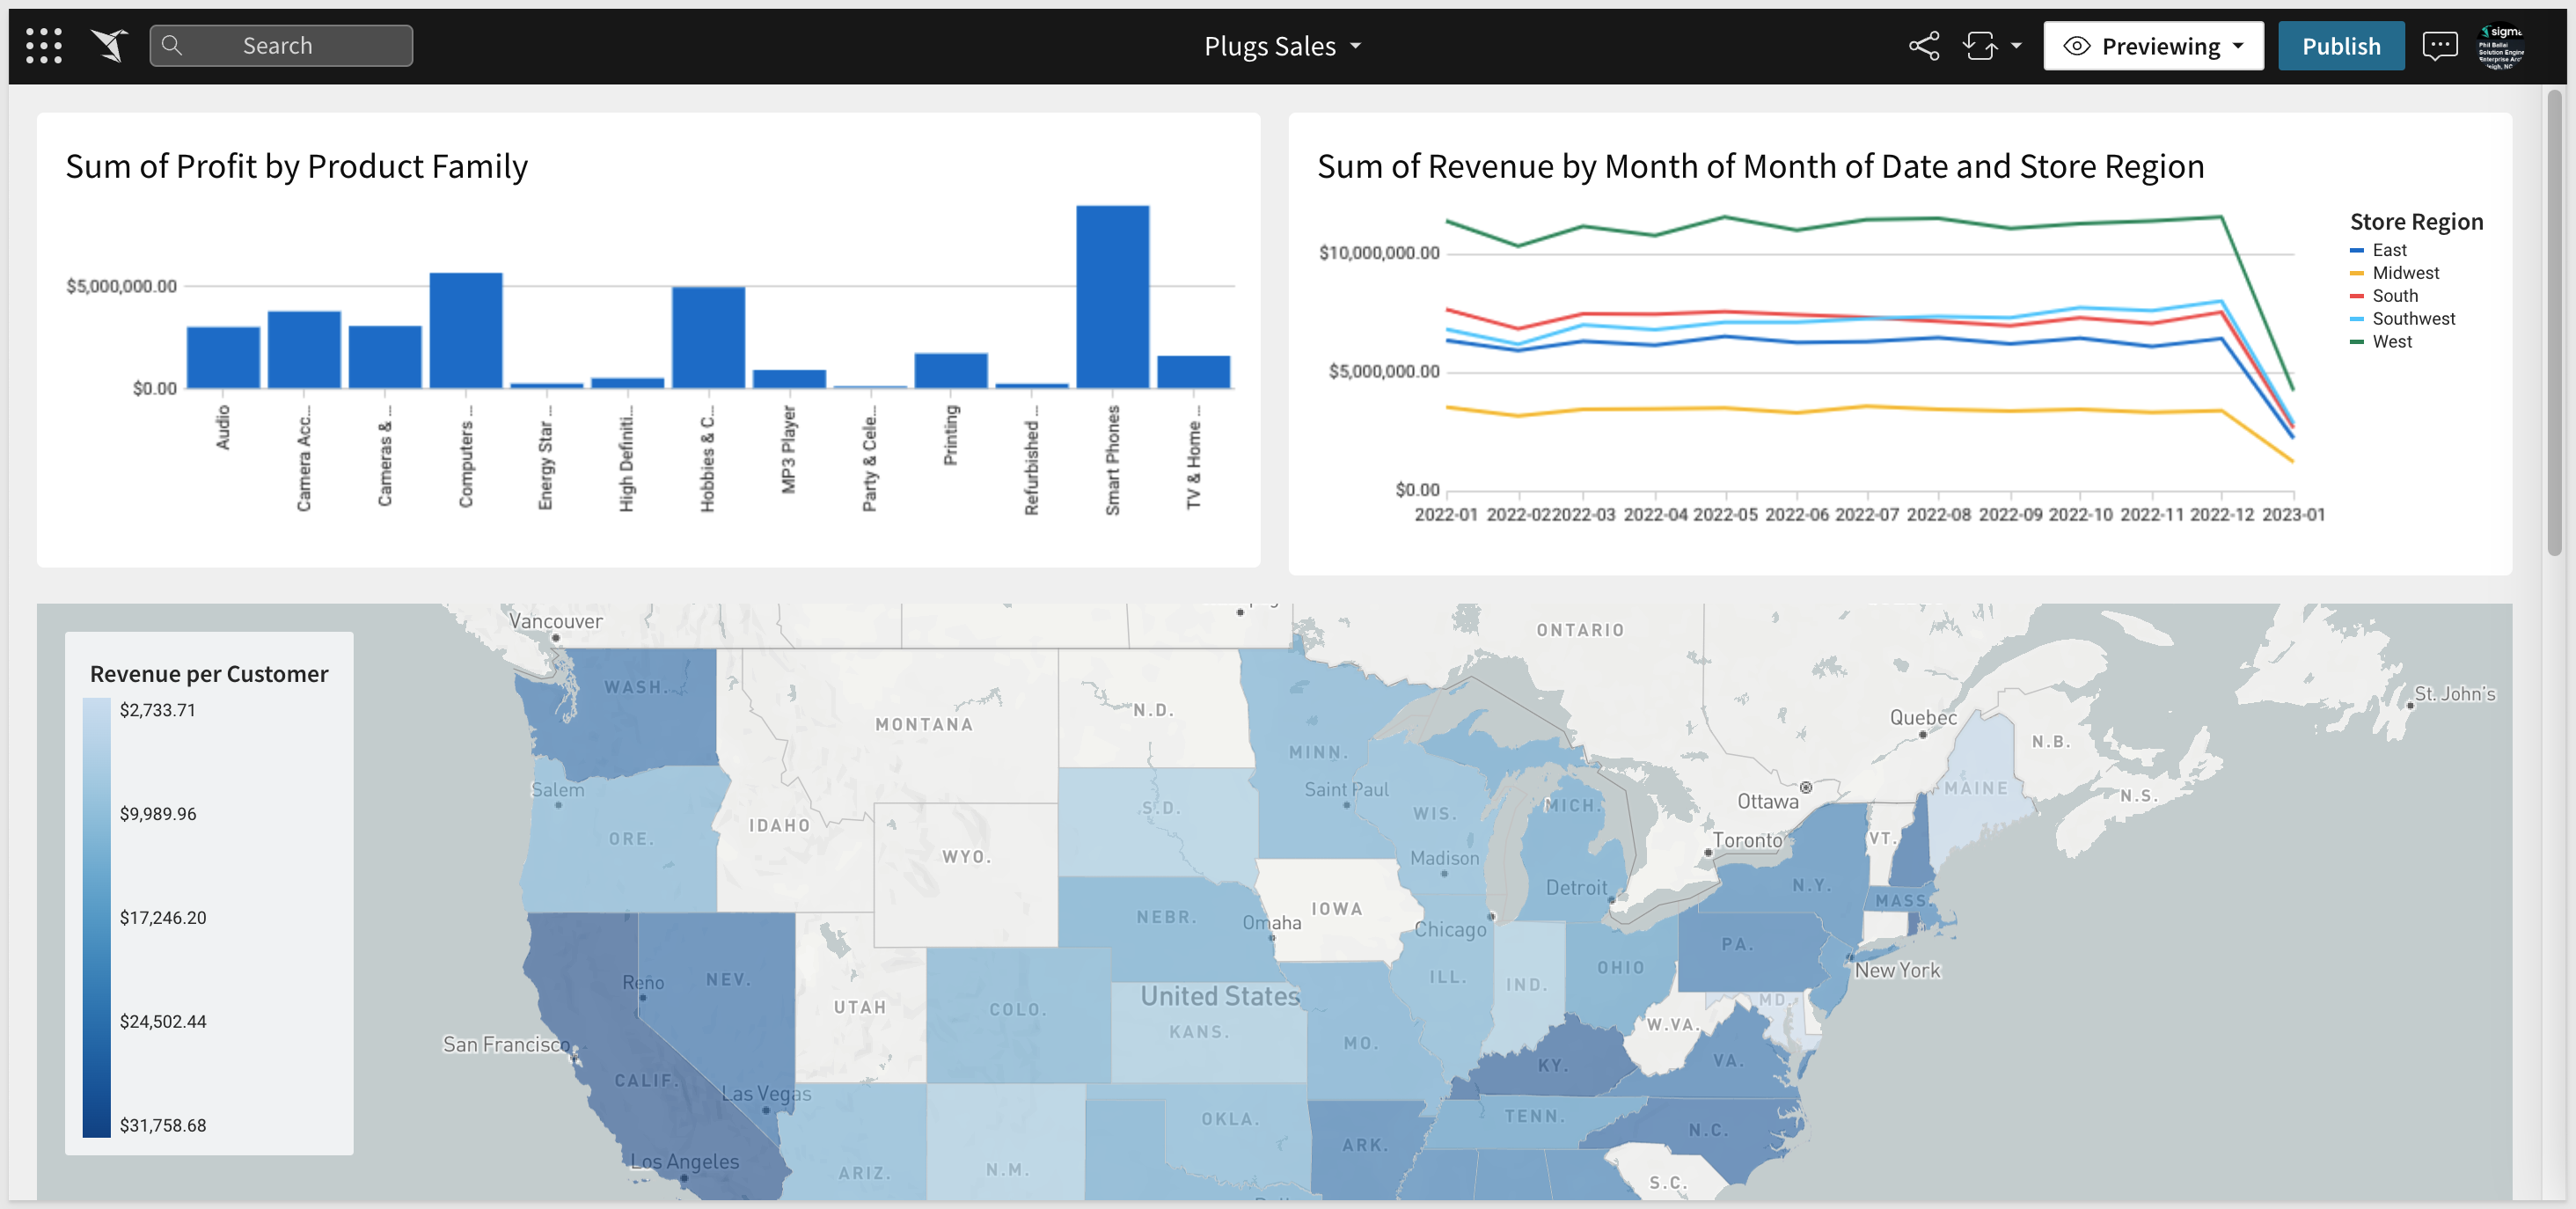 Search
Plugs Sales
Previewing
Publish
sigma
Phil Ballai
Sum of Profit by Product Family
$5,000,000.00
$0.00
Audio
Camera Acc...
Cameras & ...
Computers ...
Energy Star ...
High Definiti...
Hobbies & C...
MP3 Player
Party & Cele...
Printing
Refurbished ...
Smart Phones
TV & Home ...
Sum of Revenue by Month of Month of Date and Store Region
$10,000,000.00
$5,000,000.00
$0.00
2022-01 2022-02 2022-03 2022-04 2022-05 2022-06 2022-07 2022-08 2022-09 2022-10 2022-11 2022-12 2023-01
Store Region
East
Midwest
South
Southwest
West
Revenue per Customer
$2,733.71
$9,989.96
$17,246.20
$24,502.44
$31,758.68
Vancouver
ONTARIO
WASH.
MONTANA
N.D.
St. John's
Quebec
N.B.
MINN.
Salem
S.D.
Saint Paul
MAINE
N.S.
Ottawa
MICH.
WIS.
ORE.
IDAHO
Toronto
VT.
WYO.
Madison
Detroit
N.Y.
MASS.
NEBR.
Omaha
IOWA
Chicago
PA.
Reno
NEV.
UTAH
COLO.
United States
KANS.
ILL.
IND.
OHIO
New York
MD.
San Francisco
W.VA.
MO.
CALIF.
KY.
VA.
Las Vegas
OKLA.
TENN.
ARK.
N.C.
Los Angeles
ARIZ.
N.M.
S.C.